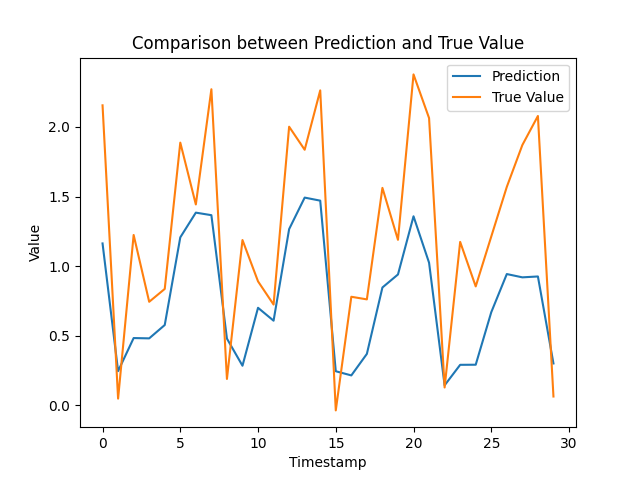 Comparison between Prediction and True Value
Prediction
True Value
2.0
1.5
1.0
0.5
0.0
Value
0 5 10 15 20 25 30
Timestamp